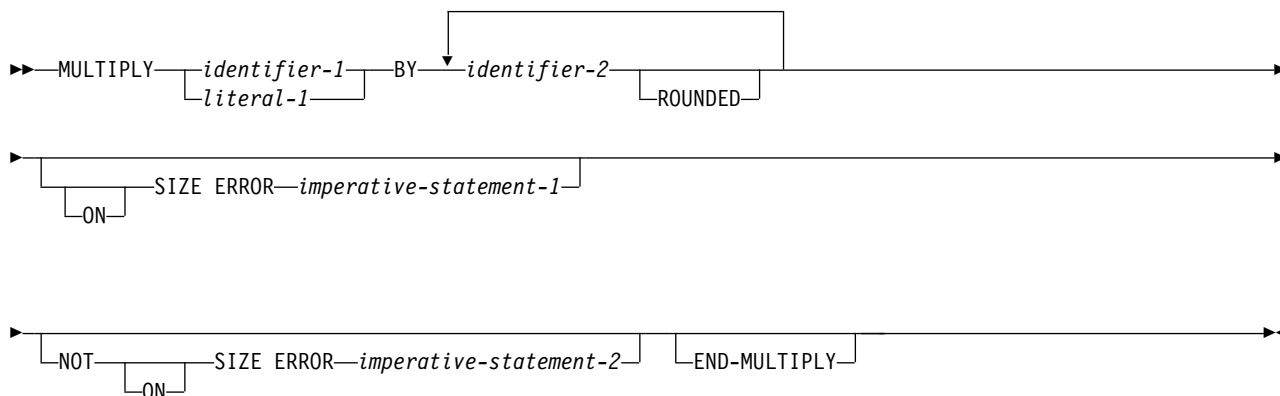 MULTIPLY identifier-1 BY identifier-2
literal-1 ROUNDED
SIZE ERROR imperative-statement-1
ON
NOT SIZE ERROR imperative-statement-2 END-MULTIPLY
ON